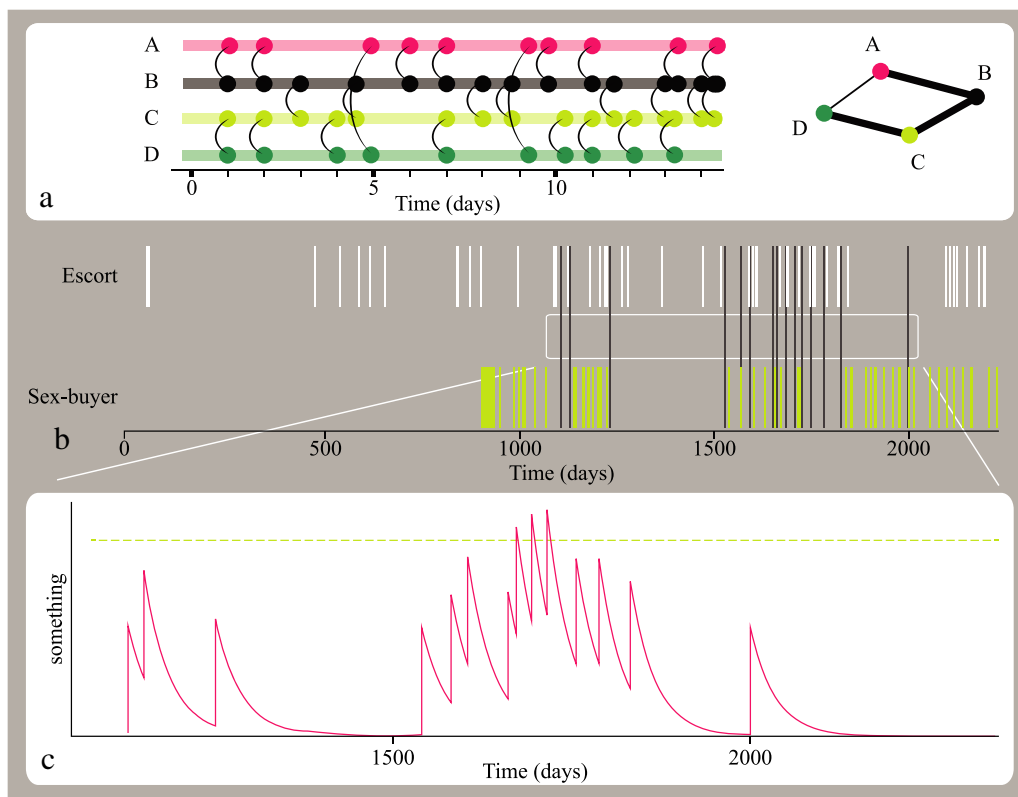 A
B
C
D
0 5 10
Time (days)
a
A
B
D
C
Escort
Sex-buyer
b
0 500 1000 1500 2000
Time (days)
something
1500 2000
Time (days)
c